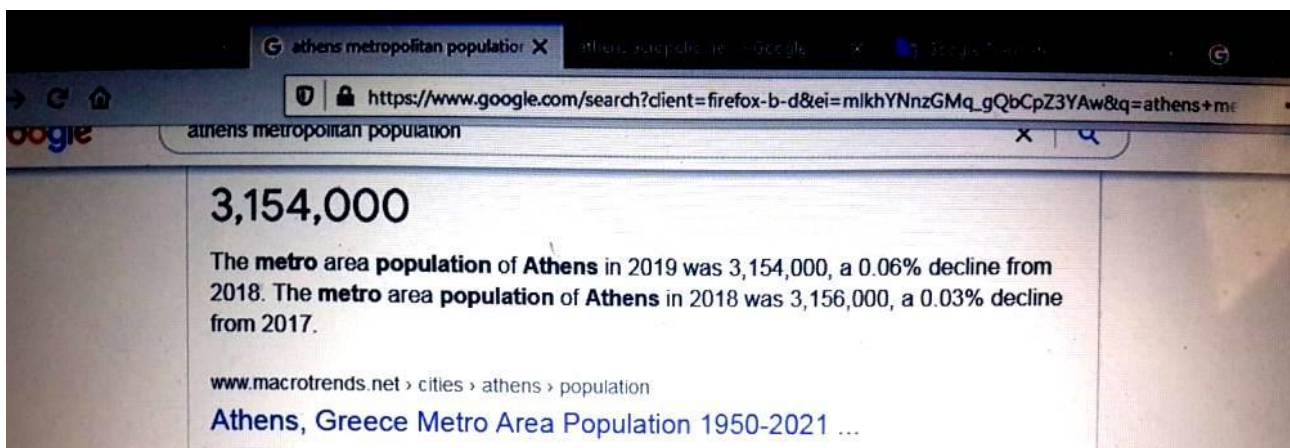 G athens metropolitan population X
https://www.google.com/search?client=firefox-b-d&ei=mlkhYNnzGMq_gQbCpZ3YAw&q=athens+me
oogle athens metropolitan population
3,154,000
The metro area population of Athens in 2019 was 3,154,000, a 0.06% decline from
2018. The metro area population of Athens in 2018 was 3,156,000, a 0.03% decline
from 2017.
www.macrotrends.net › cities › athens › population
Athens, Greece Metro Area Population 1950-2021 ...